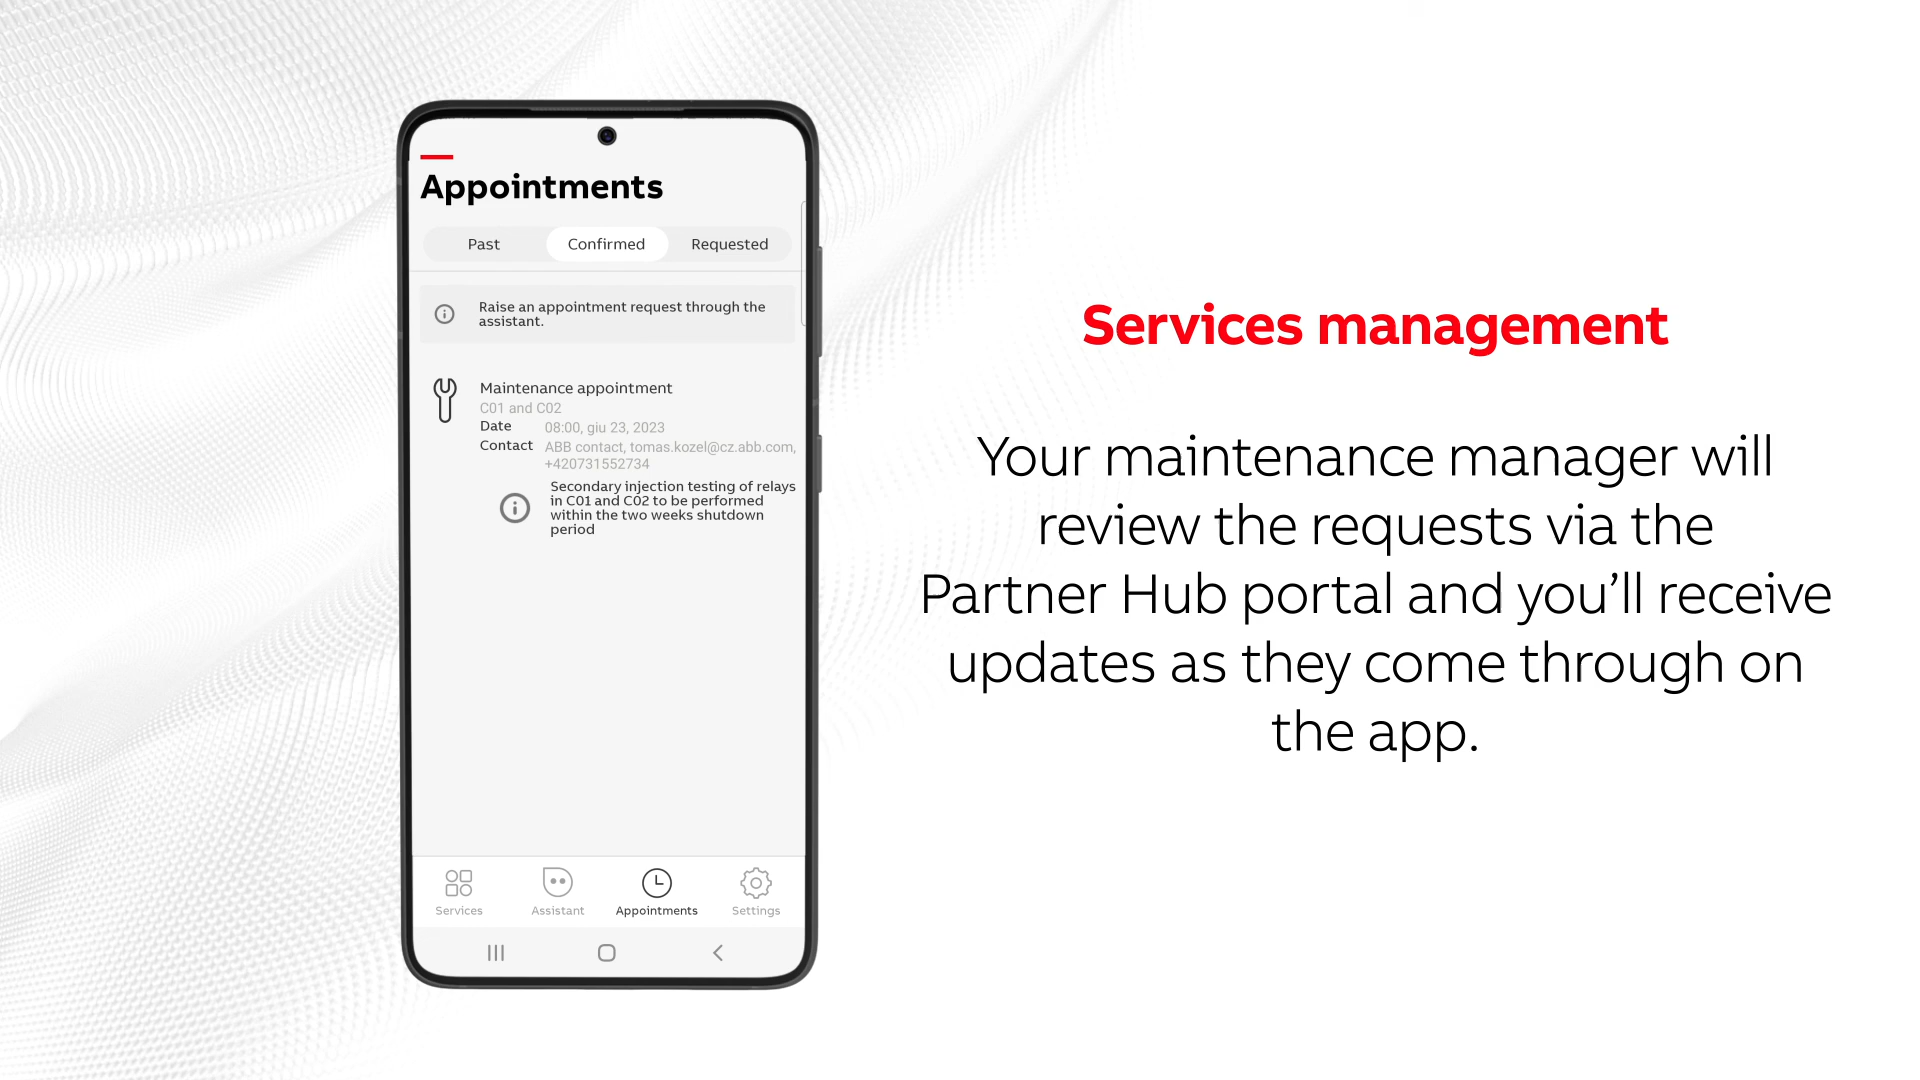 Appointments
Past
Confirmed
Requested
Raise an appointment request through the
assistant.
Maintenance appointment
C01 and C02
Date 08:00, giu 23, 2023
Contact ABB contact, tomas.kozel@cz.abb.com,
+420731552734
Secondary injection testing of relays
in C01 and C02 to be performed
within the two weeks shutdown
period
Services
Assistant
Appointments
Settings
Services management
Your maintenance manager will
review the requests via the
Partner Hub portal and you’ll receive
updates as they come through on
the app.